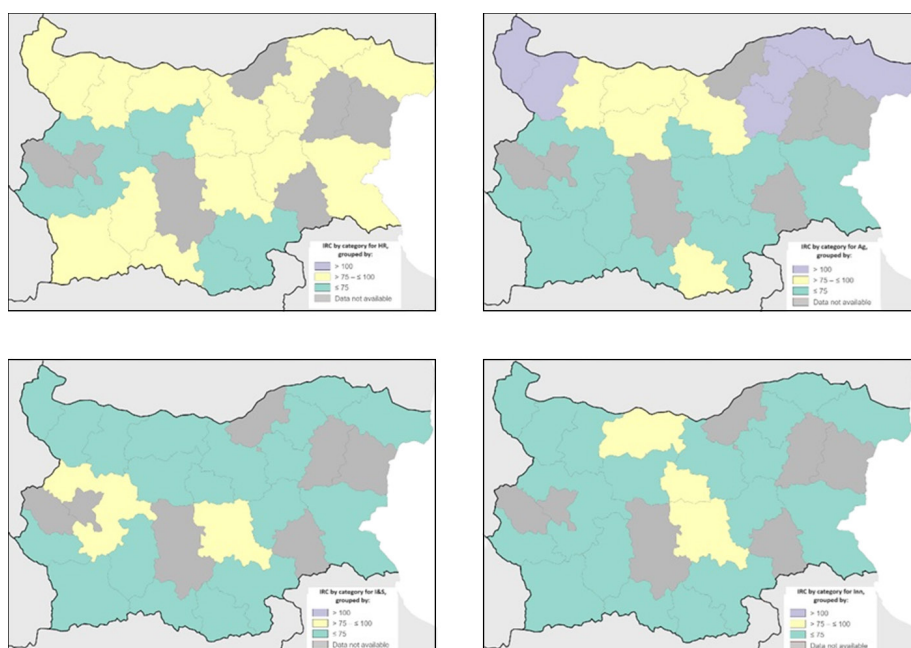 IRC by category for HR,
grouped by:
> 100
> 75 – ≤ 100
≤ 75
Data not available
IRC by category for Ag,
grouped by:
> 100
> 75 – ≤ 100
≤ 75
Data not available
IRC by category for I&S,
grouped by:
> 100
> 75 - ≤ 100
≤ 75
Data not available
IRC by category for Inn,
grouped by:
> 100
> 75 – ≤ 100
≤ 75
Data not available